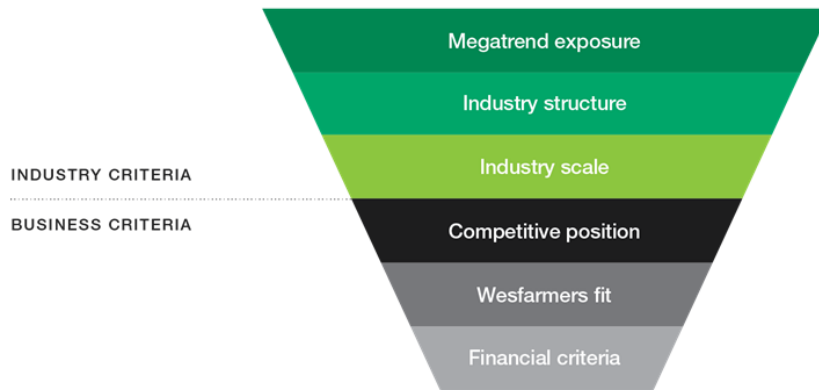 Megatrend exposure
Industry structure
Industry scale
INDUSTRY CRITERIA
BUSINESS CRITERIA
Competitive position
Wesfarmers fit
Financial criteria